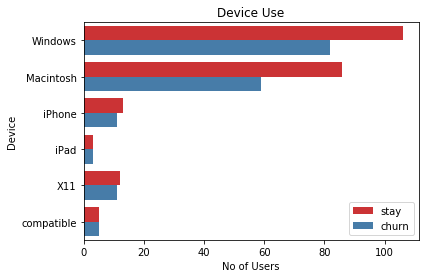 Device Use
Device
Windows
Macintosh
iPhone
iPad
X11
compatible
0
20
40
60
80
100
No of Users
stay
churn